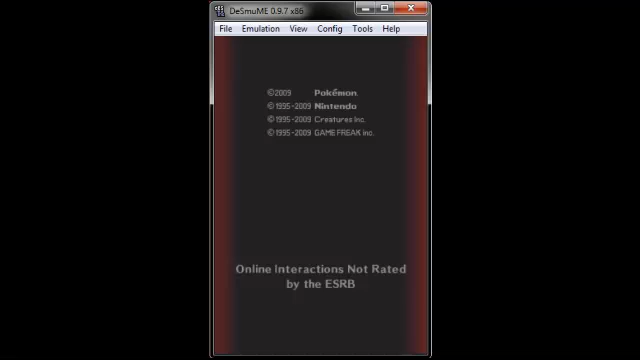 DeSmuME 0.9.7 x86
File Emulation View Config Tools Help
©2009 Pokémon.
©1995-2009 Nintendo
©1995-2009 Creatures Inc.
©1995-2009 GAME FREAK inc.
Online Interactions Not Rated
by the ESRB